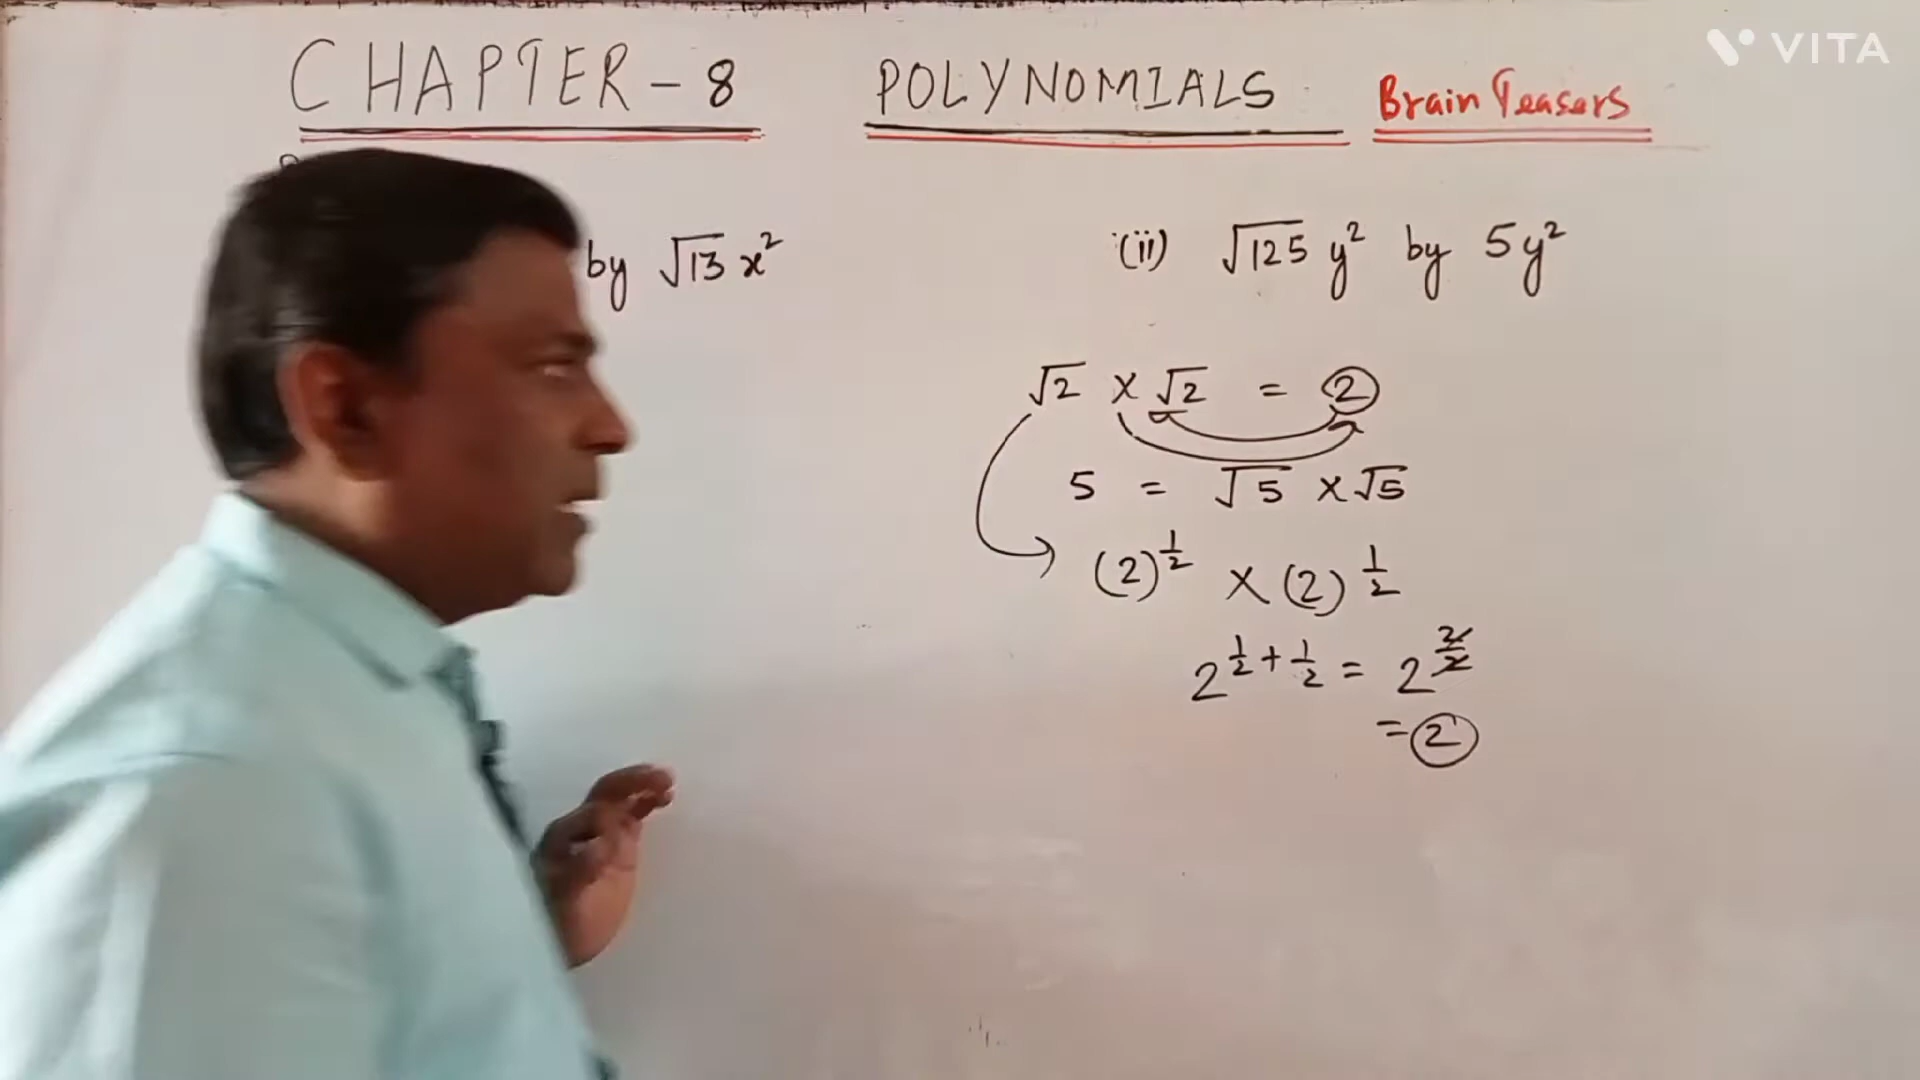 CHAPTER - 8 POLYNOMIALS Brain Teasers
VITA
by √13 x²
(ii) √125 y² by 5y²
√2 × √2 = 2
5 = √5 × √5
(2)^1/2 × (2)^1/2
2^1/2 + 1/2 = 2^2/2
= 2